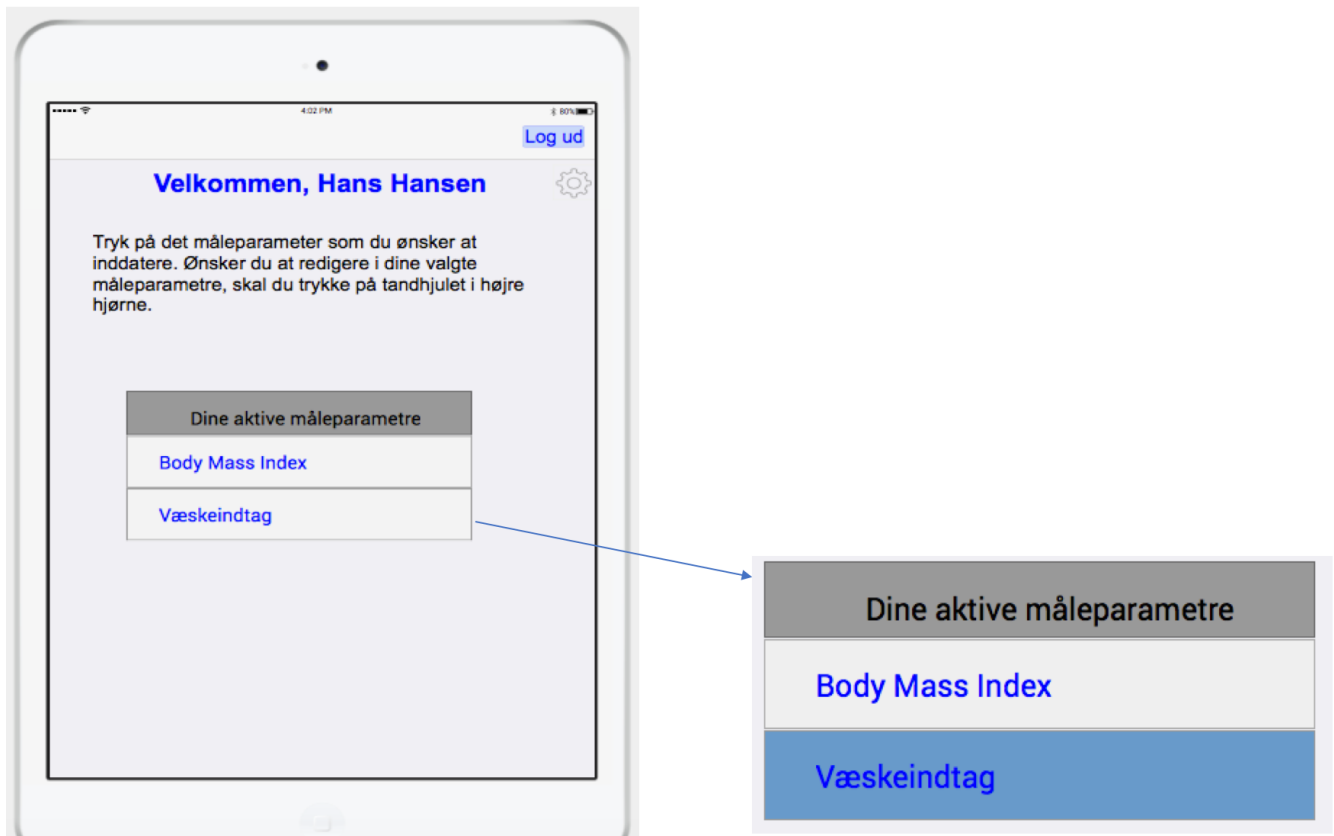 4:02 PM
80%
Log ud
Velkommen, Hans Hansen
Tryk på det måleparameter som du ønsker at
inddatere. Ønsker du at redigere i dine valgte
måleparametre, skal du trykke på tandhjulet i højre
hjørne.
Dine aktive måleparametre
Body Mass Index
Væskeindtag
Dine aktive måleparametre
Body Mass Index
Væskeindtag